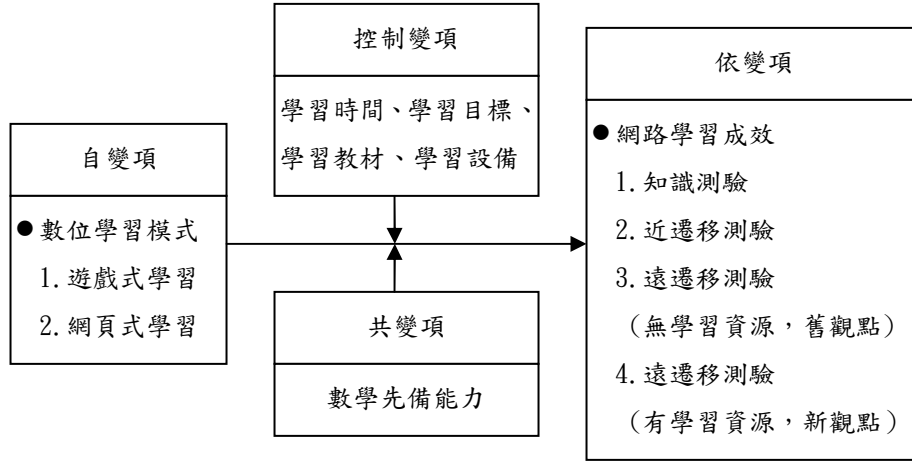 自變項
●數位學習模式
1.遊戲式學習
2.網頁式學習
控制變項
學習時間、學習目標、
學習教材、學習設備
共變項
數學先備能力
依變項
●網路學習成效
1.知識測驗
2.近遷移測驗
3.遠遷移測驗
（無學習資源，舊觀點）
4.遠遷移測驗
（有學習資源，新觀點）